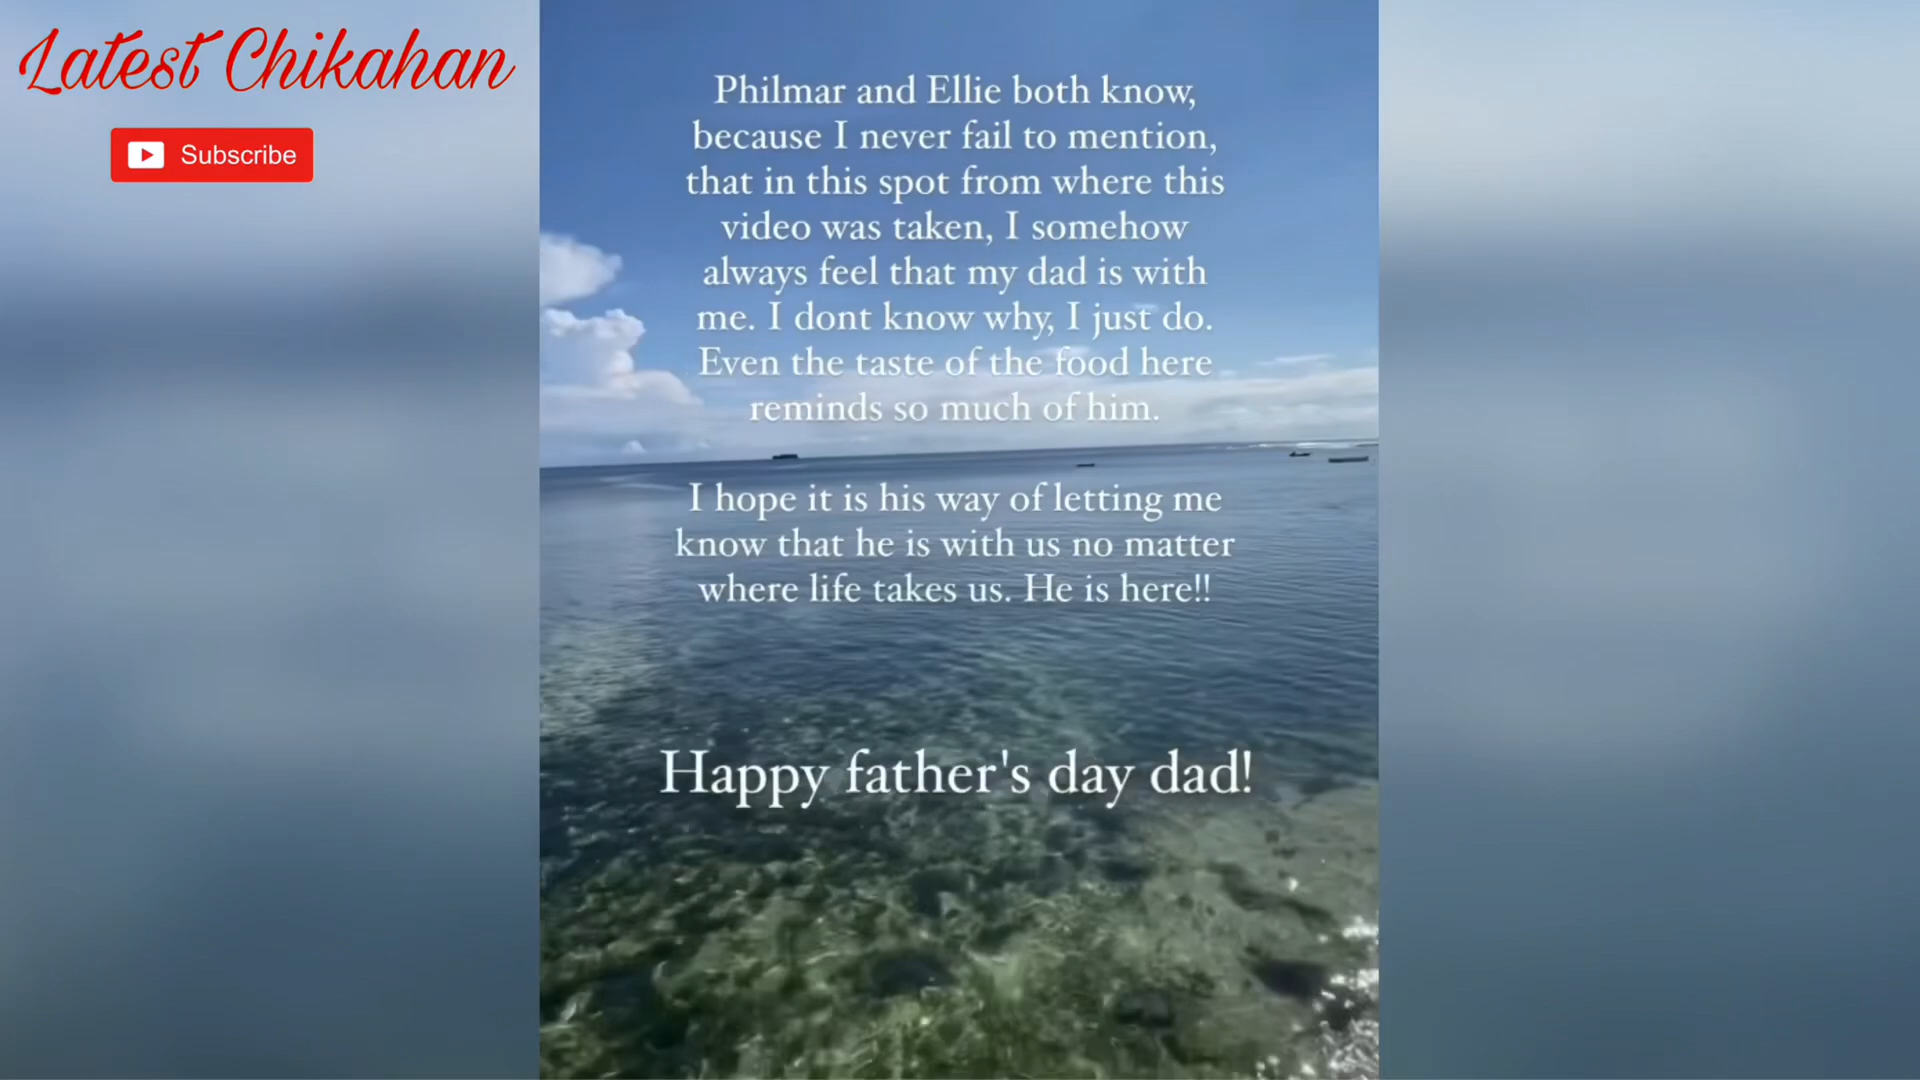 Latest Chikahan
Subscribe
Philmar and Ellie both know,
because I never fail to mention,
that in this spot from where this
video was taken, I somehow
always feel that my dad is with
me. I dont know why, I just do.
Even the taste of the food here
reminds so much of him.
I hope it is his way of letting me
know that he is with us no matter
where life takes us. He is here!!
Happy father's day dad!